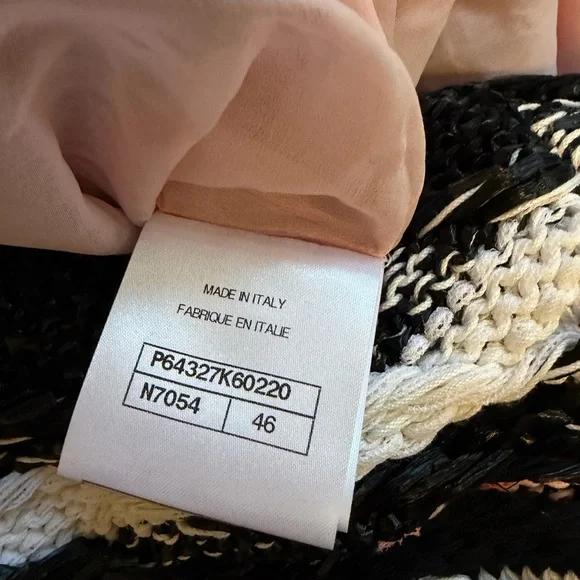 MADE IN ITALY
FABRIQUE EN ITALIE
P64327K60220
N7054 46